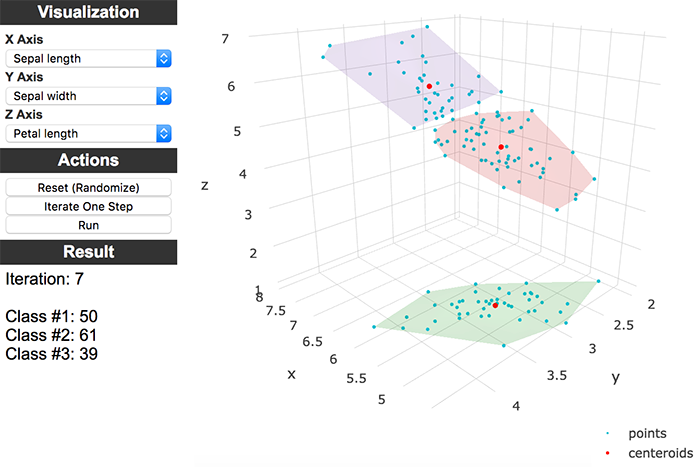 Visualization
X Axis
Sepal length
Y Axis
Sepal width
Z Axis
Petal length
Actions
Reset (Randomize)
Iterate One Step
Run
Result
Iteration: 7
Class #1: 50
Class #2: 61
Class #3: 39
7
6
5
4
3
2
1
z
8
7.5
7
6.5
6
5.5
5
x
2
2.5
3
3.5
4
y
points
centeroids